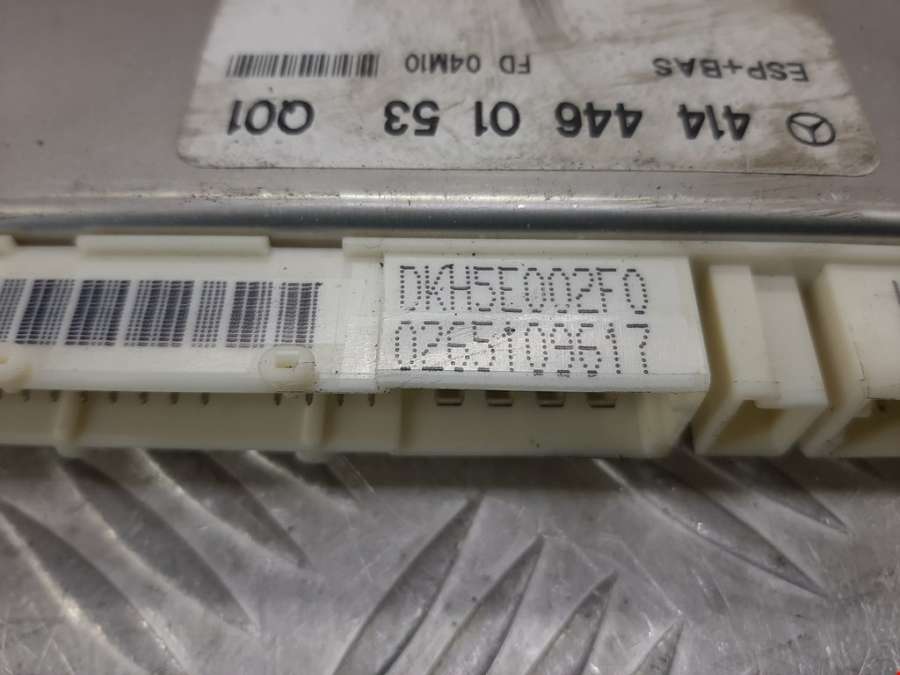 414 446 01 53 Q01
ESP+BAS FD 04M10
DKH5E002F0
0265109617